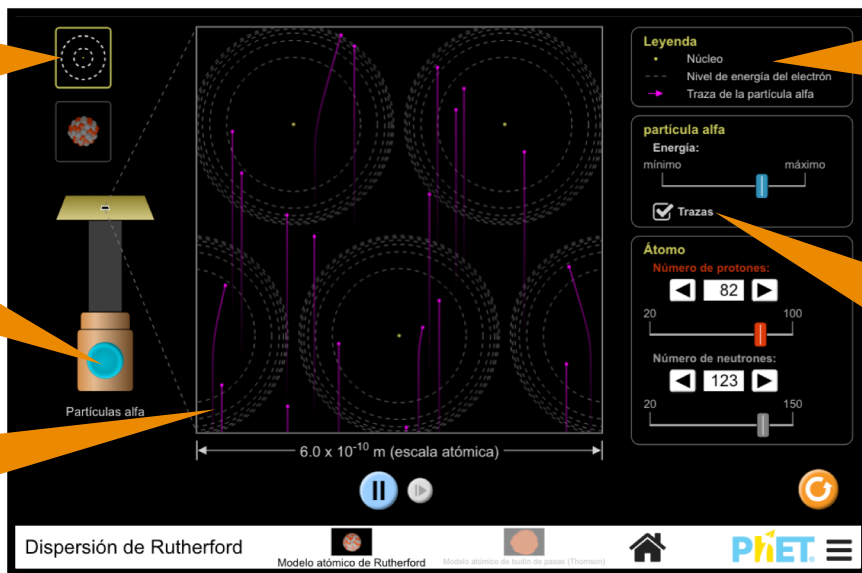 Leyenda
Núcleo
Nivel de energía del electrón
Traza de la partícula alfa
partícula alfa
Energía:
mínimo máximo
Trazas
Átomo
Número de protones:
82
20 100
Número de neutrones:
123
20 150
Partículas alfa
6.0 x 10⁻¹⁰ m (escala atómica)
Dispersión de Rutherford
Modelo atómico de Rutherford
Modelo atómico de budín de pasas (Thomson)
PhET